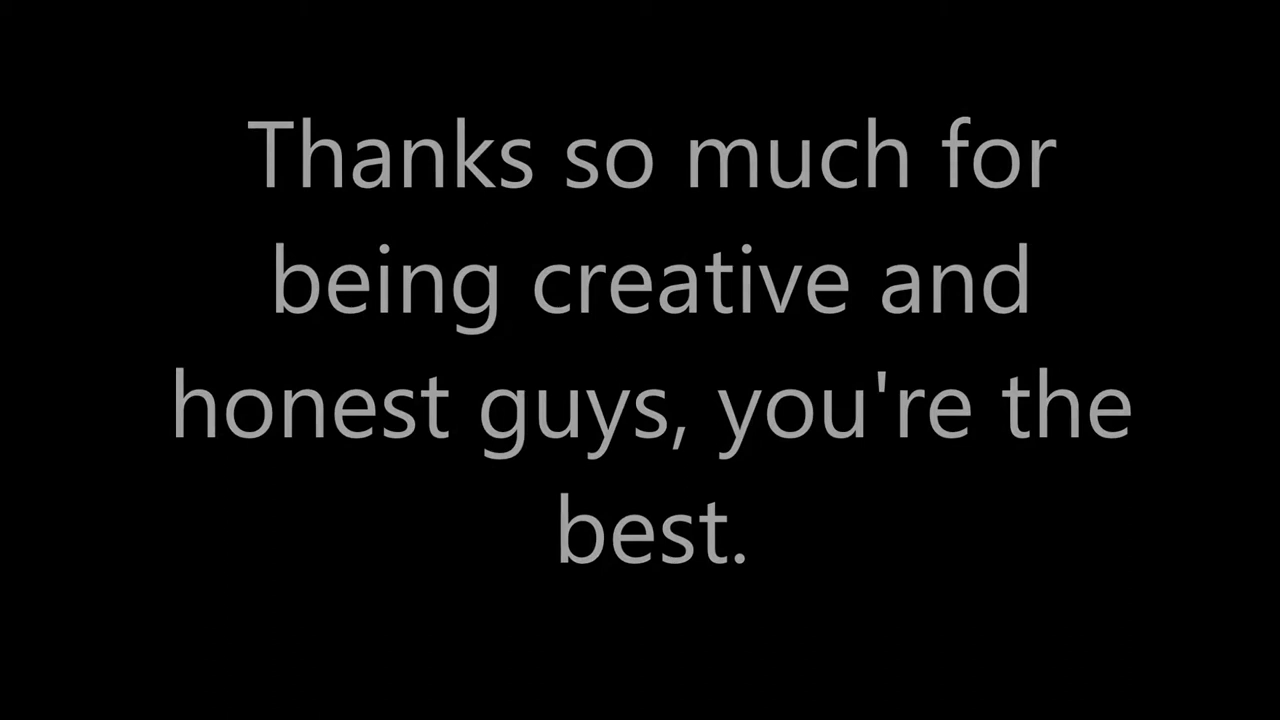 Thanks so much for
being creative and
honest guys, you're the
best.